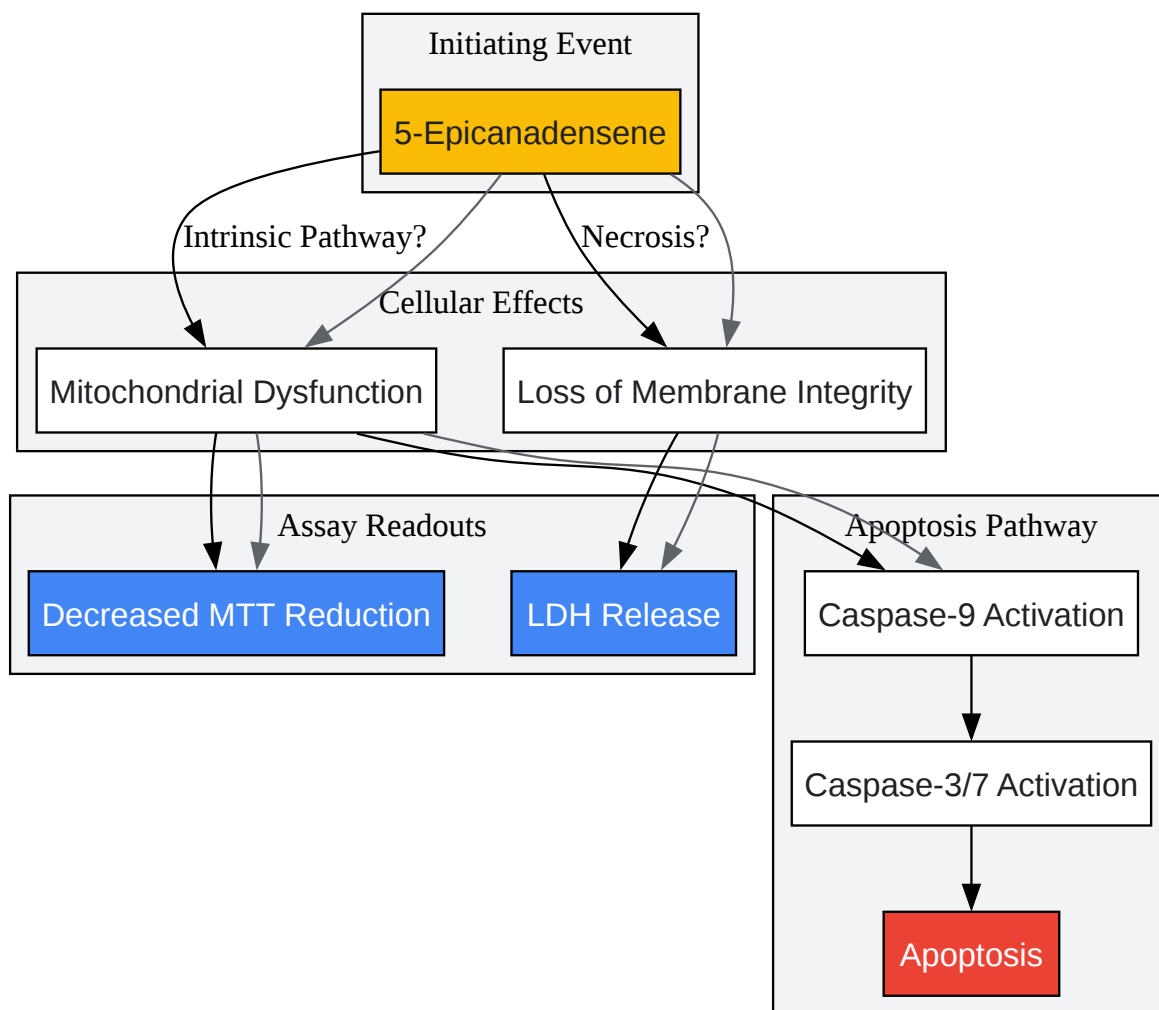 Initiating Event
5-Epicanadensene
Intrinsic Pathway?
Necrosis?
Cellular Effects
Mitochondrial Dysfunction
Loss of Membrane Integrity
Assay Readouts
Apoptosis Pathway
Decreased MTT Reduction
LDH Release
Caspase-9 Activation
Caspase-3/7 Activation
Apoptosis